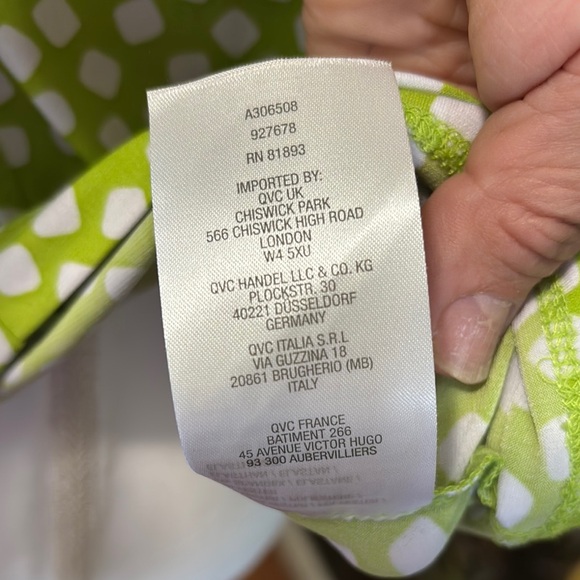 A306508
927678
RN 81893
IMPORTED BY:
QVC UK
CHISWICK PARK
566 CHISWICK HIGH ROAD
LONDON
W4 5XU
QVC HANDEL LLC & CO. KG
PLOCKSTR. 30
40221 DÜSSELDORF
GERMANY
QVC ITALIA S.R.L
VIA GUZZINA 18
20861 BRUGHERIO (MB)
ITALY
QVC FRANCE
BATIMENT 266
45 AVENUE VICTOR HUGO
93 300 AUBERVILLIERS